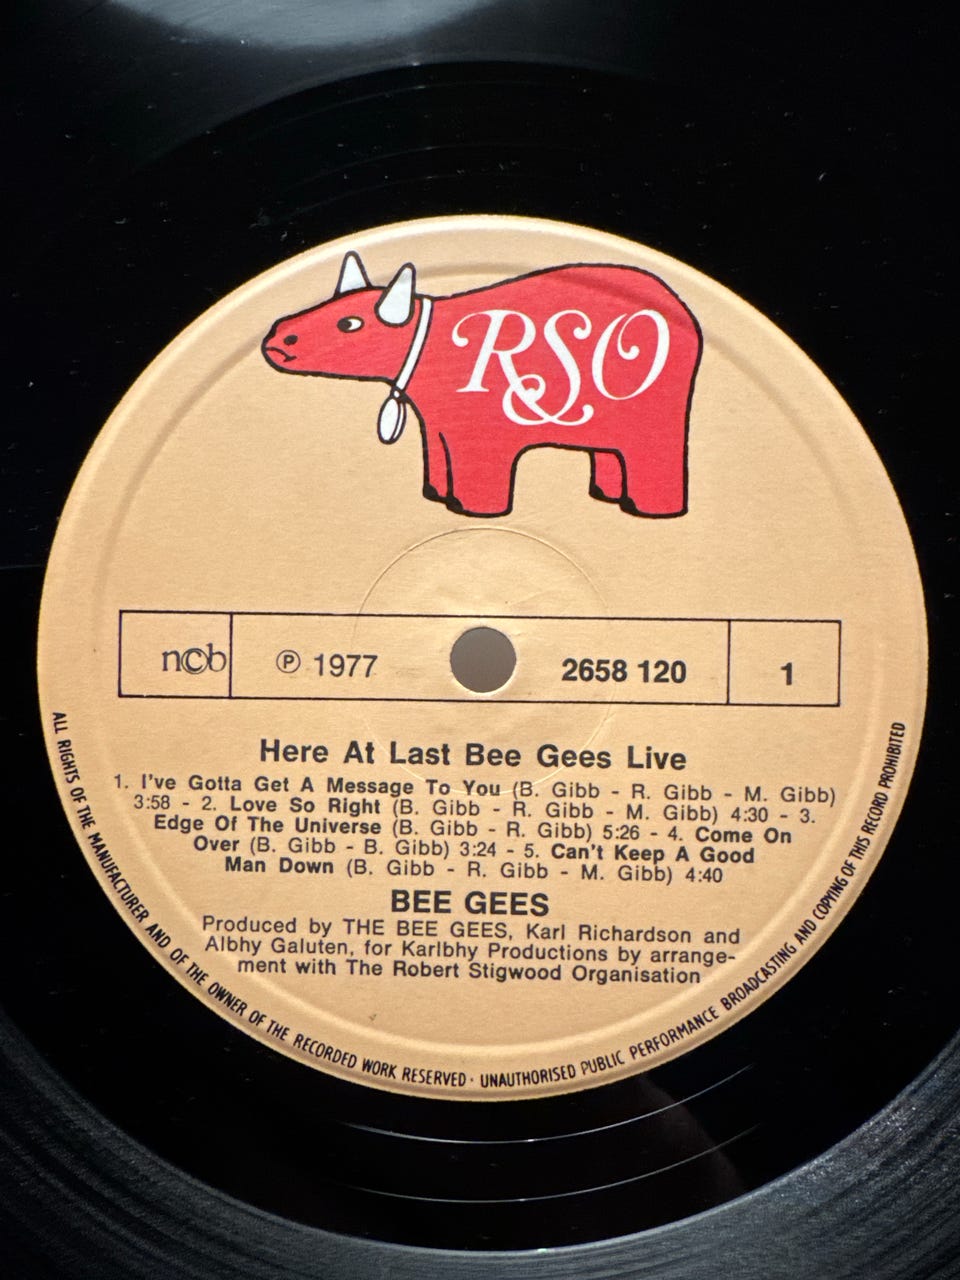 RSO
ncb
℗ 1977
2658 120
1
Here At Last Bee Gees Live
1. I've Gotta Get A Message To You (B. Gibb - R. Gibb - M. Gibb)
3:58 - 2. Love So Right (B. Gibb - R. Gibb - M. Gibb) 4:30 - 3.
Edge Of The Universe (B. Gibb - R. Gibb) 5:26 - 4. Come On
Over (B. Gibb - B. Gibb) 3:24 - 5. Can't Keep A Good
Man Down (B. Gibb - R. Gibb - M. Gibb) 4:40
BEE GEES
Produced by THE BEE GEES, Karl Richardson and
Albhy Galuten, for Karlbhy Productions by arrange-
ment with The Robert Stigwood Organisation
ALL RIGHTS OF THE MANUFACTURER AND OF THE OWNER OF THE RECORDED WORK RESERVED · UNAUTHORISED PUBLIC PERFORMANCE BROADCASTING AND COPYING OF THIS RECORD PROHIBITED